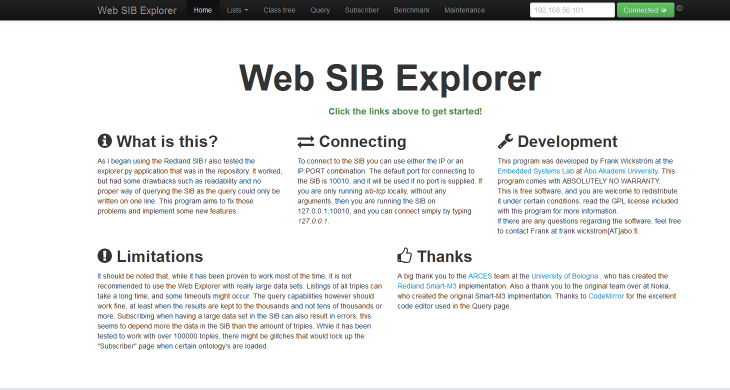 Web SIB Explorer Home Lists Class tree Query Subscriber Benchmark Maintenance 192.168.56.101 Connected
Web SIB Explorer
Click the links above to get started!
What is this?
As I began using the Redland SIB I also tested the
explorer.py application that was in the repository. It worked,
but had some drawbacks such as readability and no
proper way of querying the SIB as the query could only be
written on one line. This program aims to fix those
problems and implement some new features.
Connecting
To connect to the SIB you can use either the IP or an
IP:PORT combination. The default port for connecting to
the SIB is 10010, and it will be used if no port is supplied. If
you are only running sib-tcp locally, without any
arguments, then you are running the SIB on
127.0.0.1:10010, and you can connect simply by typing
127.0.0.1.
Development
This program was developed by Frank Wickström at the
Embedded Systems Lab at Åbo Akademi University. This
program comes with ABSOLUTELY NO WARRANTY.
This is free software, and you are welcome to redistribute
it under certain conditions; read the GPL license included
with this program for more information.
If there are any questions regarding the software, feel free
to contact Frank at frank.wickstrom[AT]abo.fi.
Limitations
It should be noted that, while it has been proven to work most of the time, it is not
recommended to use the Web Explorer with really large data sets. Listings of all triples can
take a long time, and some timeouts might occur. The query capabilities however should
work fine, at least when the results are kept to the thousands and not tens of thousands or
more. Subscribing when having a large data set in the SIB can also result in errors, this
seems to depend more the data in the SIB than the amount of triples. While it has been
tested to work with over 100000 triples, there might be glitches that would lock up the
"Subscriber" page when certain ontology's are loaded.
Thanks
A big thank you to the ARCES team at the University of Bologna , who has created the
Redland Smart-M3 implementation. Also a thank you to the original team over at Nokia,
who created the original Smart-M3 implmentation. Thanks to CodeMirror for the excellent
code editor used in the Query page.